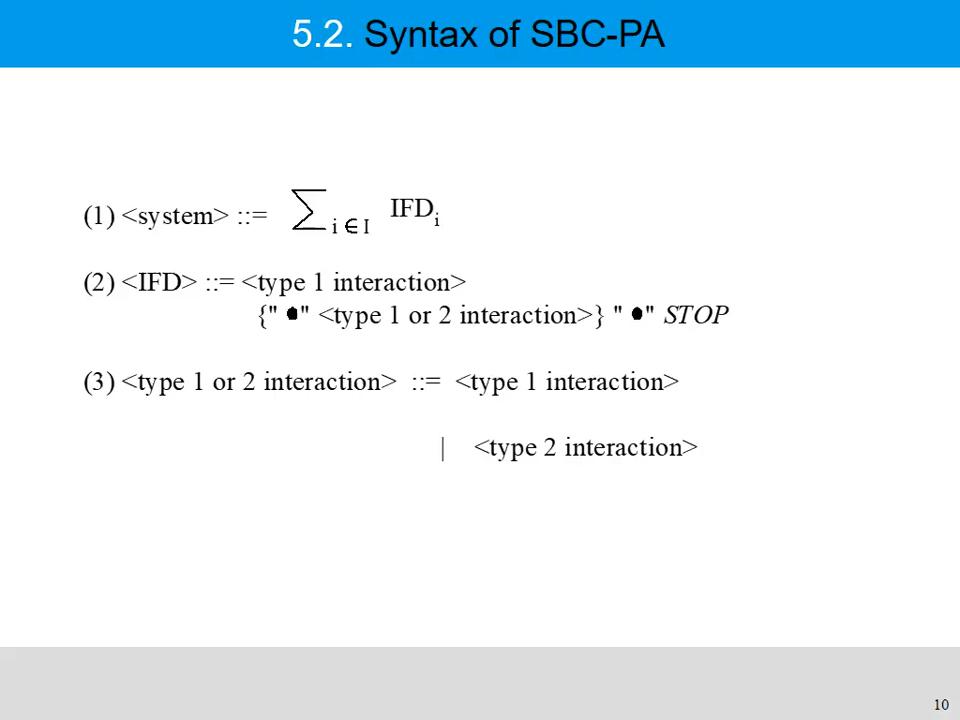 5.2. Syntax of SBC-PA
(1) <system> ::= ∑ i ∈ I IFDi
(2) <IFD> ::= <type 1 interaction>
{" ●" <type 1 or 2 interaction>} " ●" STOP
(3) <type 1 or 2 interaction> ::= <type 1 interaction>
| <type 2 interaction>
10